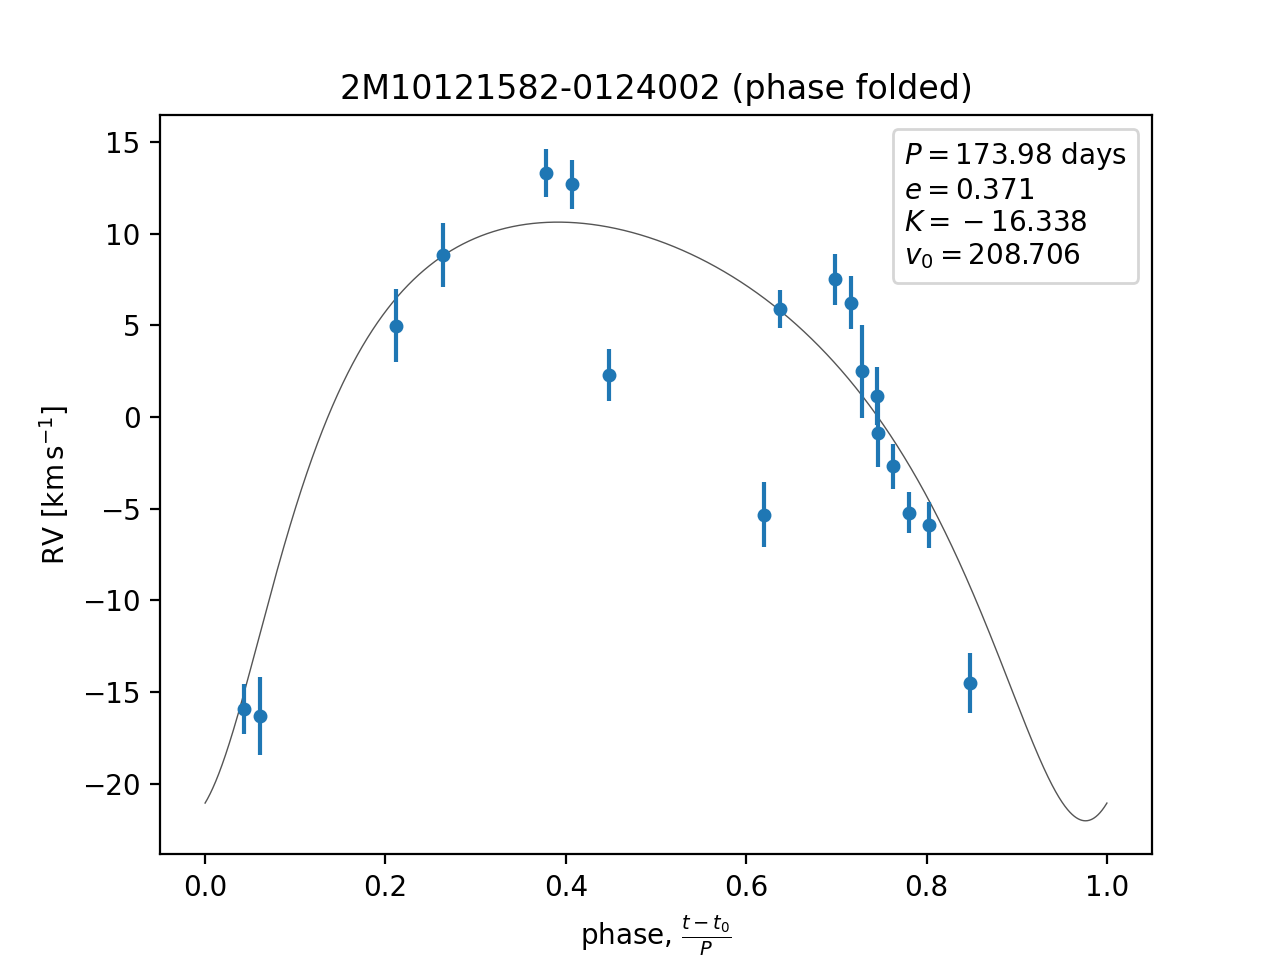 2M10121582-0124002 (phase folded)
P = 173.98 days
e = 0.371
K = −16.338
v₀ = 208.706
15
10
5
0
−5
−10
−15
−20
RV [km s⁻¹]
0.0 0.2 0.4 0.6 0.8 1.0
phase, (t − t₀)/P